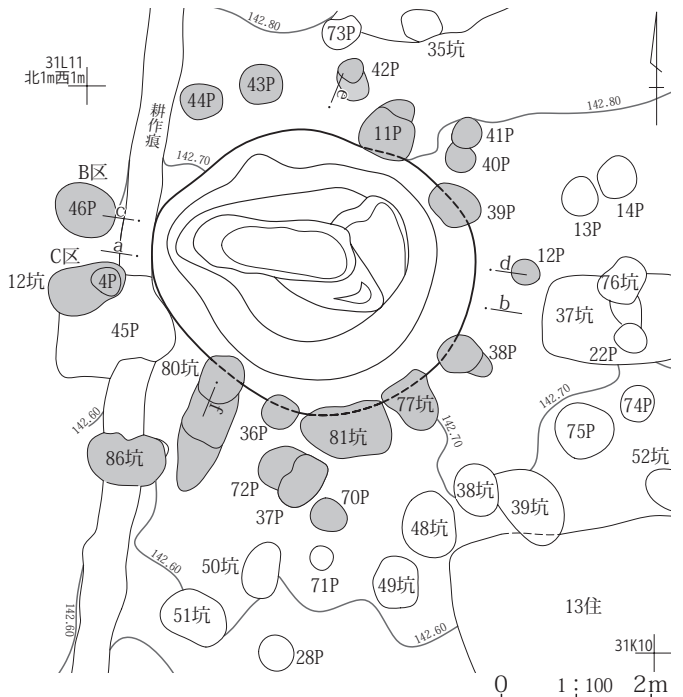 142.80
73P
35坑
31L11
北1m西1m
42P
43P
44P
e
142.80
耕作痕
11P
41P
40P
142.70
B区
46P
c
39P
14P
13P
a
C区
12坑
4P
d
12P
76坑
b
37坑
45P
22P
38P
80坑
77坑
142.60
f
36P
81坑
142.70
142.70
74P
75P
86坑
72P
37P
70P
52坑
38坑
39坑
48坑
142.60
50坑
71P
49坑
51坑
13住
142.60
142.60
28P
31K10
0 1：100 2m